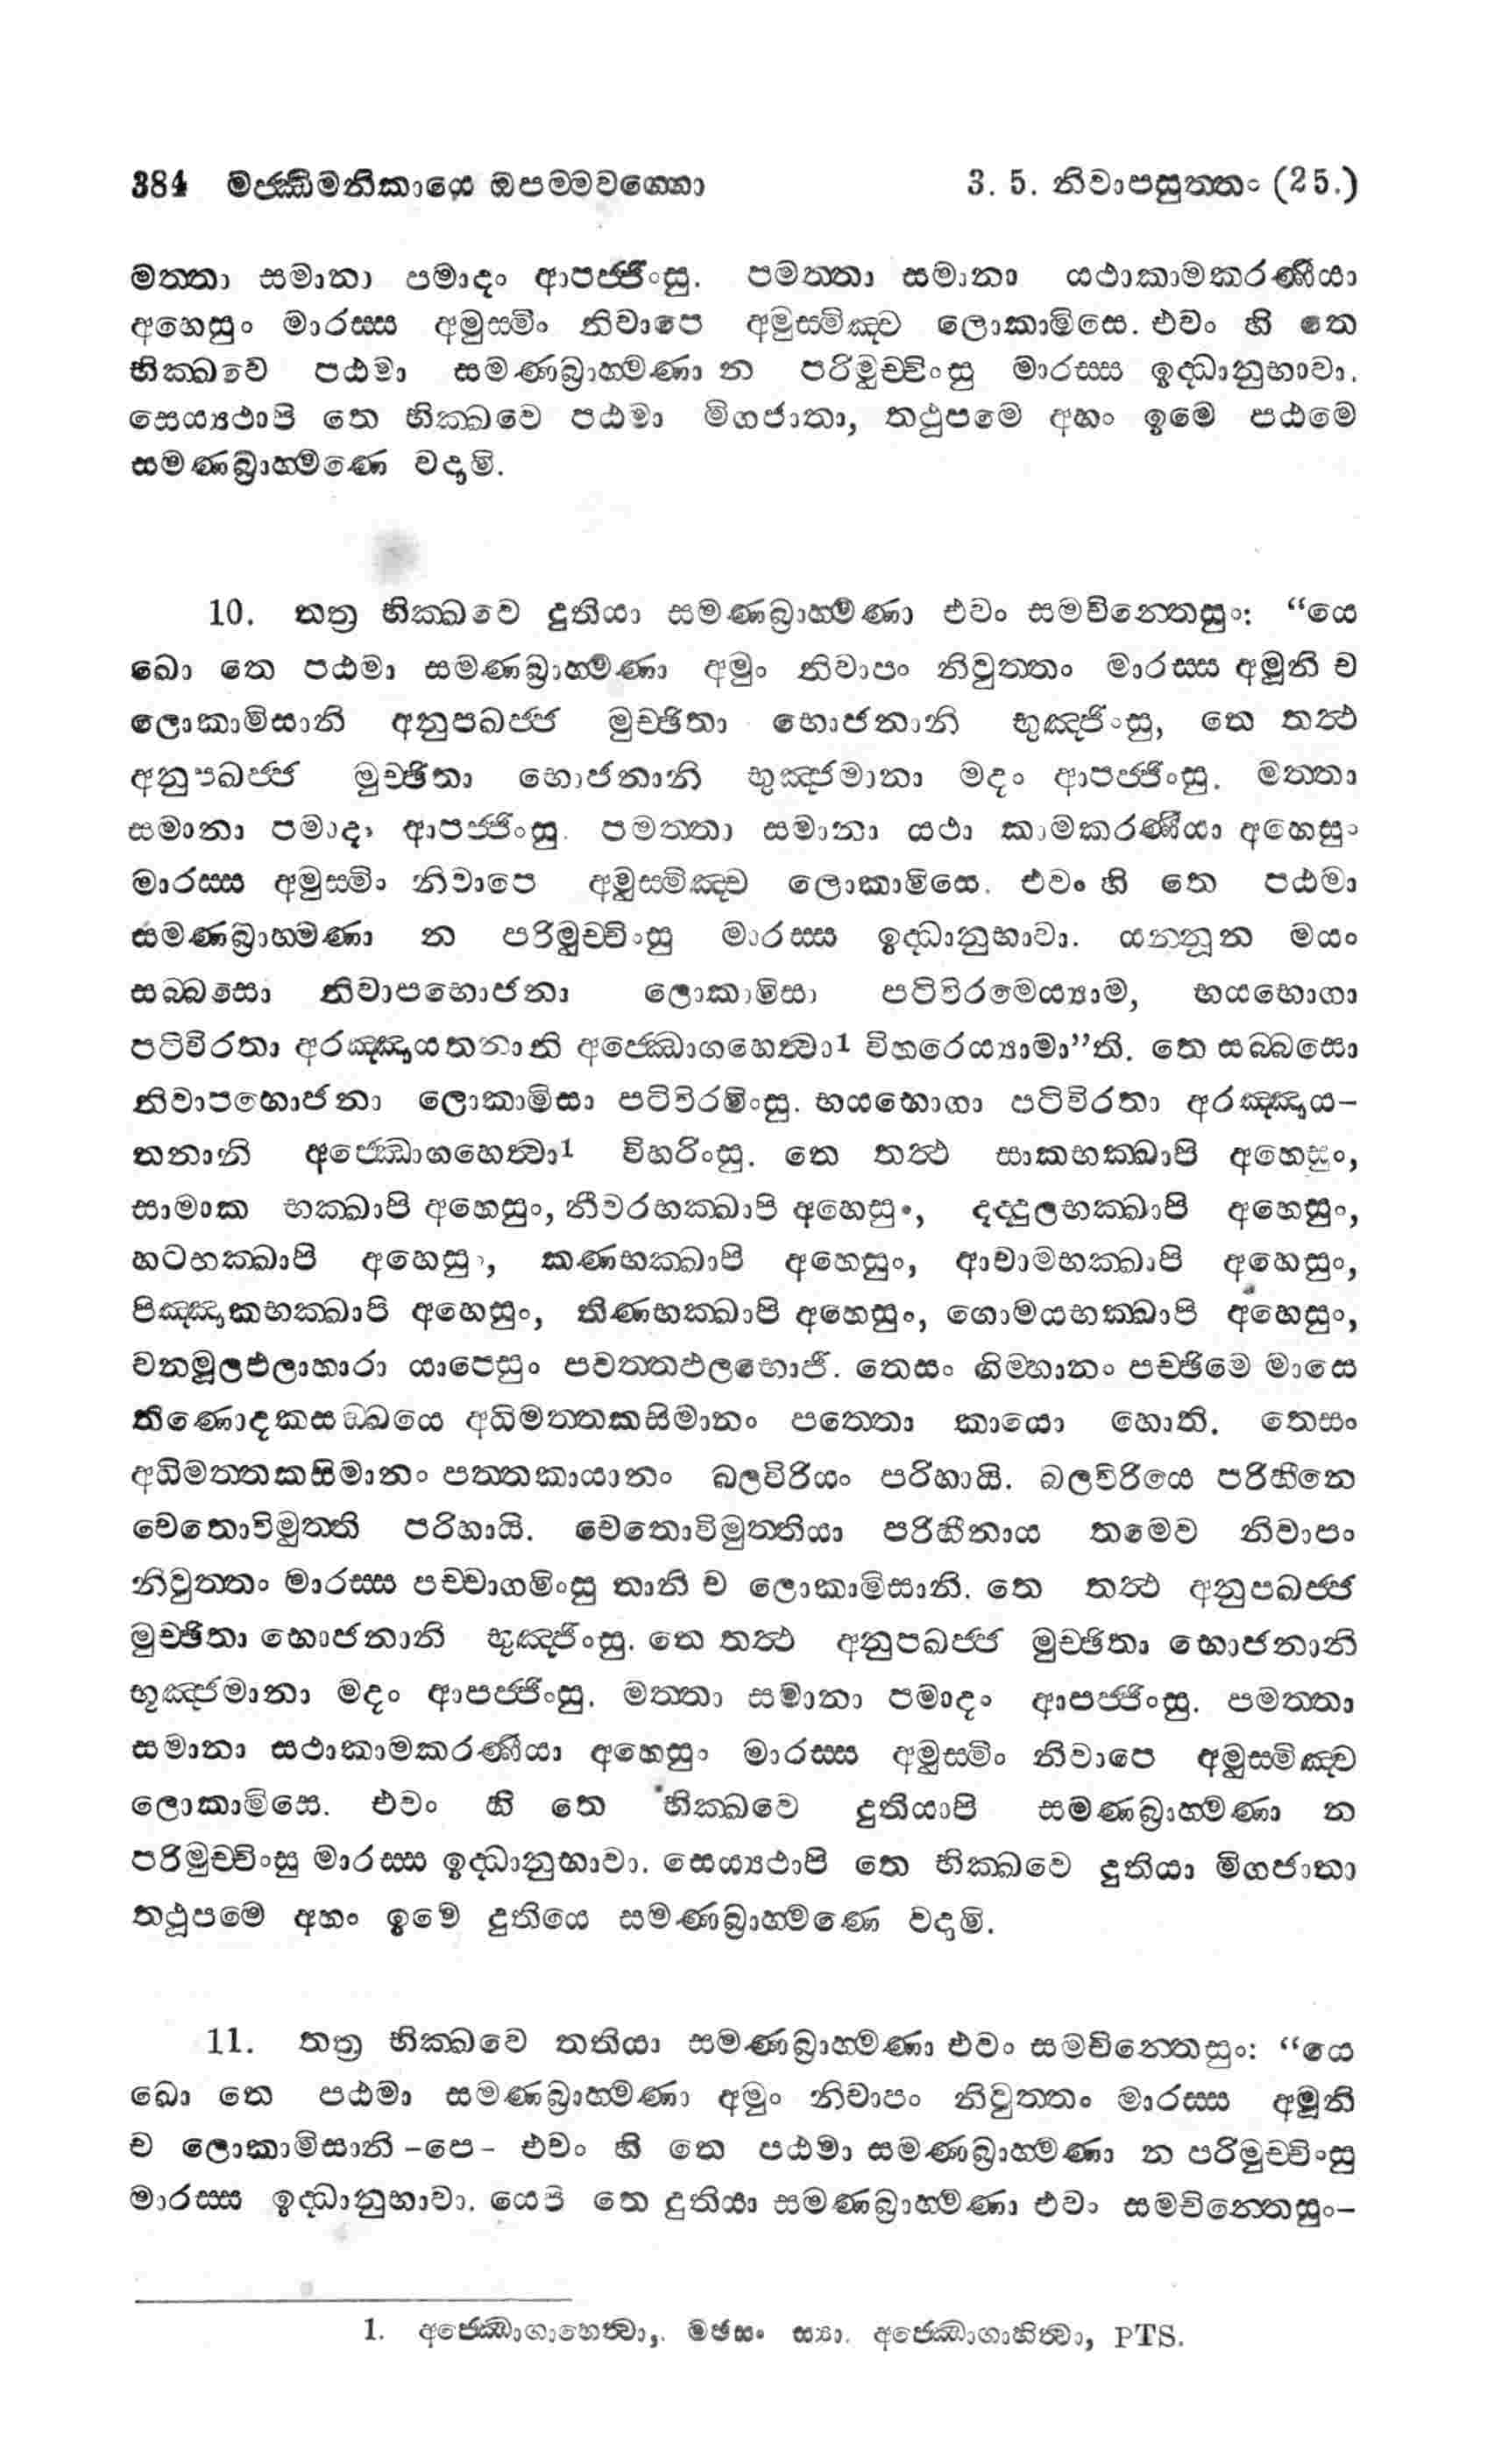 384 මජ්ඣිමනිකායෙ ඔපම්මවග්ගො 3. 5. නිවාපසුත්තං (25.)
මත්තා සමානා පමාදං ආපජ්ජිංසු. පමත්තා සමානා යථාකාමකරණීයා
අහෙසුං මාරස්ස අමුස්මිං නිවාපෙ අමුස්මිඤ්ච ලොකාමිසෙ. එවං හි තෙ
භික්ඛවෙ පඨමා සමණබ්‍රාහ්මණා න පරිමුච්චිංසු මාරස්ස ඉද්ධානුභාවා.
සෙය්‍යථාපි තෙ භික්ඛවෙ පඨමා මිගජාතා, තථූපමෙ අහං ඉමෙ පඨමෙ
සමණබ්‍රාහ්මණෙ වදාමි.
10. තත්‍ර භික්ඛවෙ දුතියා සමණබ්‍රාහ්මණා එවං සමචින්තෙසුං: “යෙ
ඛො තෙ පඨමා සමණබ්‍රාහ්මණා අමුං නිවාපං නිවුත්තං මාරස්ස අමූනි ච
ලොකාමිසානි අනුපඛජ්ජ මුච්ඡිතා භොජනානි භුඤ්ජිංසු, තෙ තත්‍ථ
අනුපඛජ්ජ මුච්ඡිතා භොජනානි භුඤ්ජමානා මදං ආපජ්ජිංසු. මත්තා
සමානා පමාදං ආපජ්ජිංසු. පමත්තා සමානා යථා කාමකරණීයා අහෙසුං
මාරස්ස අමුස්මිං නිවාපෙ අමුස්මිඤ්ච ලොකාමිසෙ. එවං හි තෙ පඨමා
සමණබ්‍රාහ්මණා න පරිමුච්චිංසු මාරස්ස ඉද්ධානුභාවා. යන්නූන මයං
සබ්බසො නිවාපභොජනා ලොකාමිසා පටිවිරමෙය්‍යාම, භයභොගා
පටිවිරතා අරඤ්ඤායතනානි අජ්ඣොගහෙත්‍වා1 විහරෙය්‍යාමා”ති. තෙ සබ්බසො
නිවාපභොජනා ලොකාමිසා පටිවිරමිංසු. භයභොගා පටිවිරතා අරඤ්ඤාය-
තනානි අජ්ඣොගහෙත්‍වා1 විහරිංසු. තෙ තත්‍ථ සාකභක්ඛාපි අහෙසුං,
සාමාක භක්ඛාපි අහෙසුං, නීවාරභක්ඛාපි අහෙසුං, දද්දුලභක්ඛාපි අහෙසුං,
හටභක්ඛාපි අහෙසුං, කණභක්ඛාපි අහෙසුං, ආචාමභක්ඛාපි අහෙසුං,
පිඤ්ඤාකභක්ඛාපි අහෙසුං, තිණභක්ඛාපි අහෙසුං, ගොමයභක්ඛාපි අහෙසුං,
වනමූලඵලාහාරා යාපෙසුං පවත්තඵලභොජී. තෙසං ගිම්හානං පච්ඡිමෙ මාසෙ
තිණොදකසඞ්ඛයෙ අධිමත්තකසිමානං පත්තො කායො හොති. තෙසං
අධිමත්තකසිමානං පත්තකායානං බලවිරියං පරිහායි. බලවිරියෙ පරිහීනෙ
චෙතොවිමුත්ති පරිහායි. චෙතොවිමුත්තියා පරිහීනාය තමෙව නිවාපං
නිවුත්තං මාරස්ස පච්චාගමිංසු තානි ච ලොකාමිසානි. තෙ තත්‍ථ අනුපඛජ්ජ
මුච්ඡිතා භොජනානි භුඤ්ජිංසු. තෙ තත්‍ථ අනුපඛජ්ජ මුච්ඡිතා භොජනානි
භුඤ්ජමානා මදං ආපජ්ජිංසු. මත්තා සමානා පමාදං ආපජ්ජිංසු. පමත්තා
සමානා සථාකාමකරණීයා අහෙසුං මාරස්ස අමුස්මිං නිවාපෙ අමුස්මිඤ්ච
ලොකාමිසෙ. එවං හි තෙ භික්ඛවෙ දුතියාපි සමණබ්‍රාහ්මණා න
පරිමුච්චිංසු මාරස්ස ඉද්ධානුභාවා. සෙය්‍යථාපි තෙ භික්ඛවෙ දුතියා මිගජාතා
තථූපමෙ අහං ඉමෙ දුතියෙ සමණබ්‍රාහ්මණෙ වදාමි.
11. තත්‍ර භික්ඛවෙ තතියා සමණබ්‍රාහ්මණා එවං සමචින්තෙසුං: “යෙ
ඛො තෙ පඨමා සමණබ්‍රාහ්මණා අමුං නිවාපං නිවුත්තං මාරස්ස අමූනි
ච ලොකාමිසානි -පෙ- එවං හි තෙ පඨමා සමණබ්‍රාහ්මණා න පරිමුච්චිංසු
මාරස්ස ඉද්ධානුභාවා. යෙපි තෙ දුතියා සමණබ්‍රාහ්මණා එවං සමචින්තෙසුං-
1. අජ්ඣොගාහෙත්‍වා, මඡසං ස්‍යා. අජ්ඣොගාහිත්‍වා, PTS.